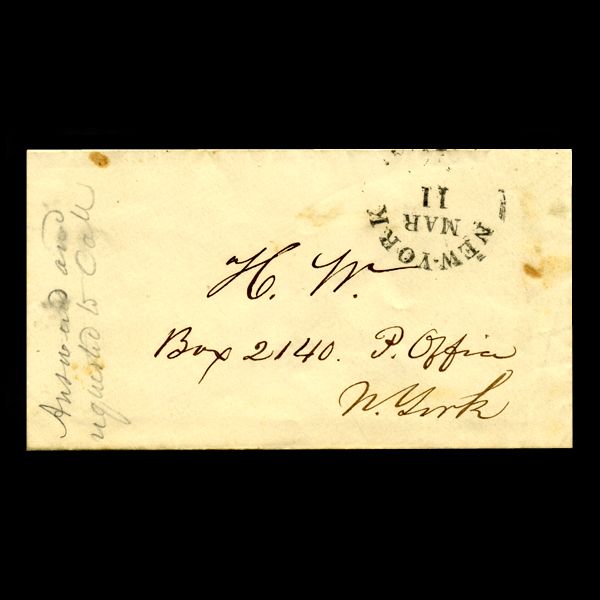 NEW-YORK
MAR
11
H. W.
Box 2140. P. Office
N. York
Answered and
requested to Call